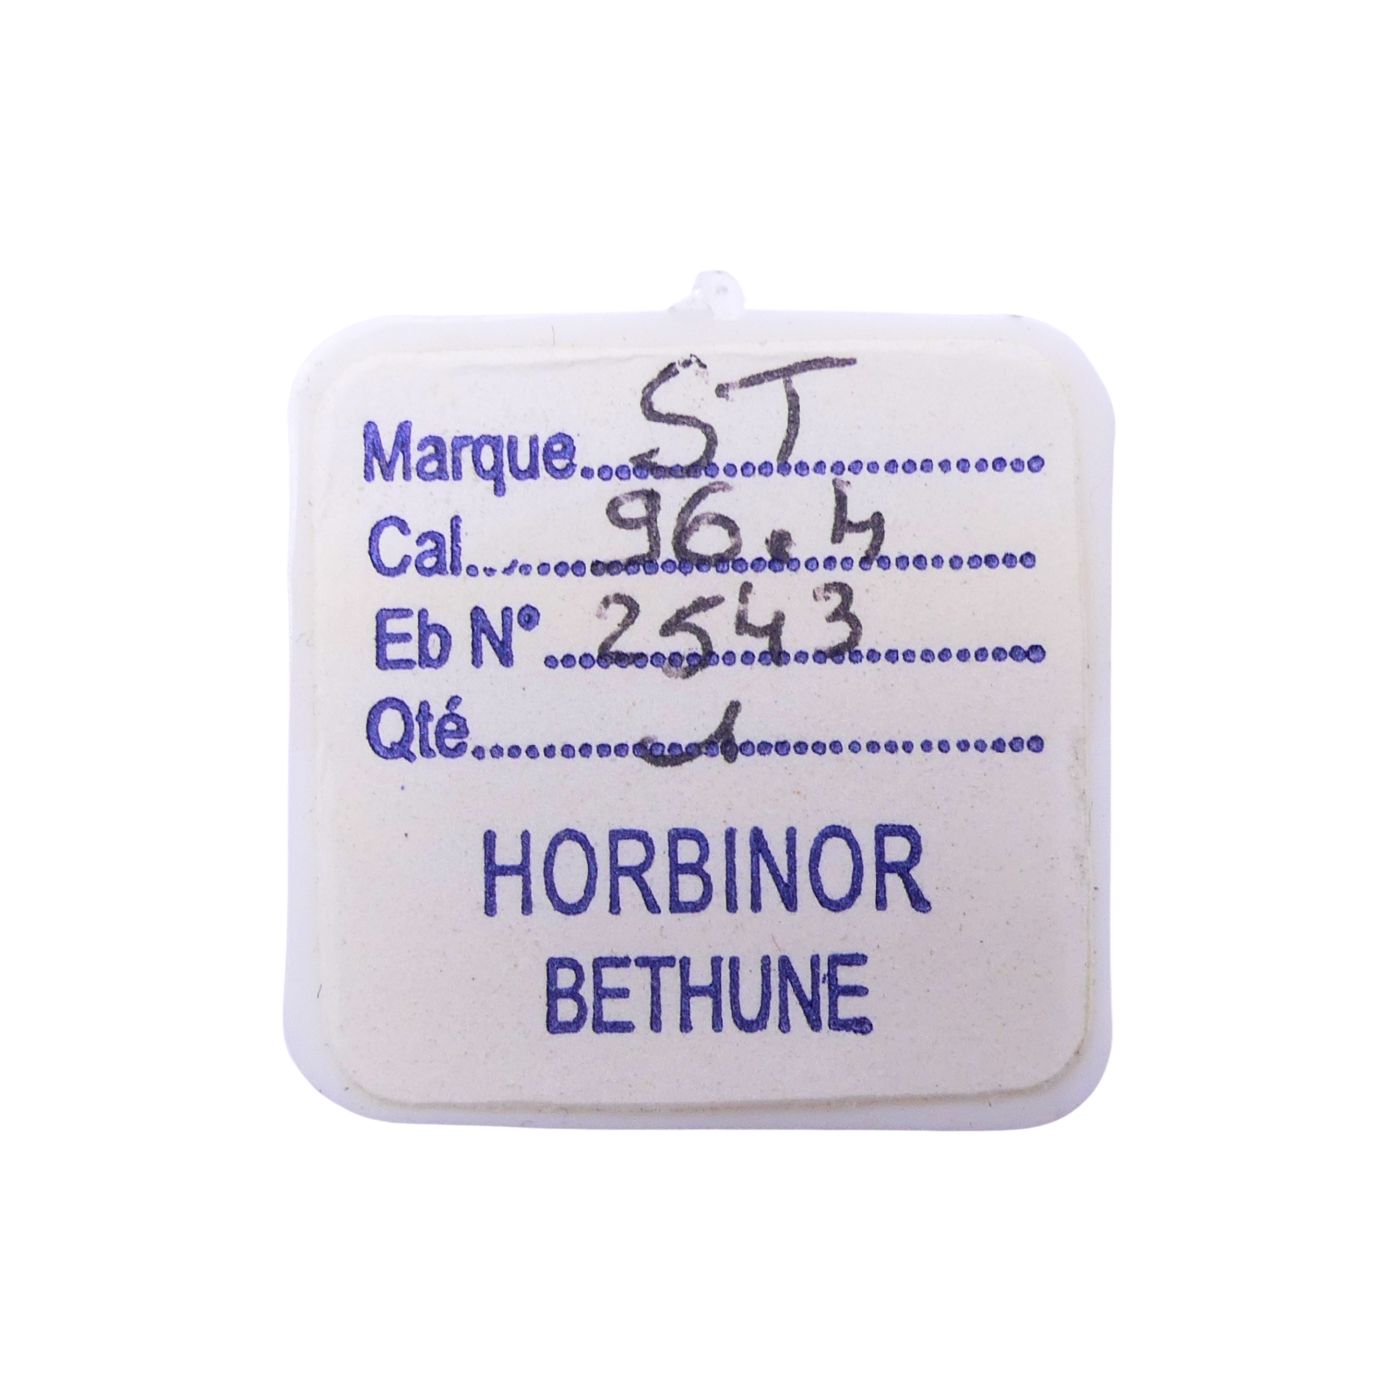 Marque ST
Cal. 96.4
Eb N° 2543
Qté 1
HORBINOR
BETHUNE